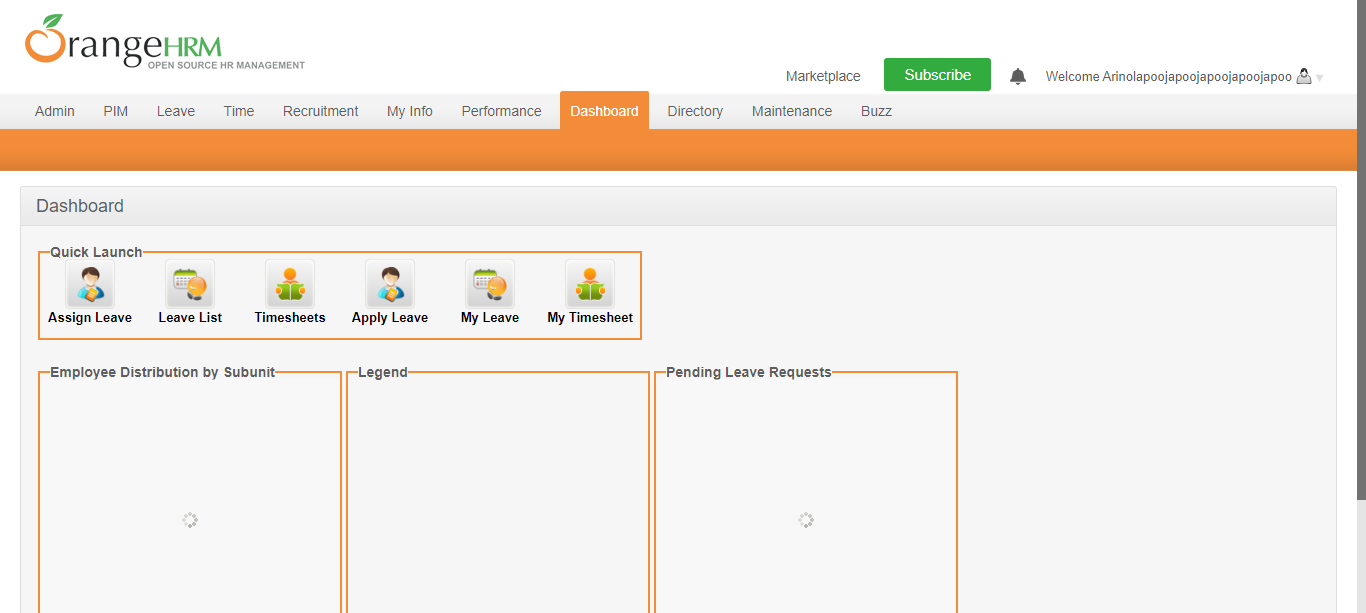 OrangeHRM
OPEN SOURCE HR MANAGEMENT
Marketplace Subscribe Welcome Arinolapoojapoojapoojapoojapoo
Admin PIM Leave Time Recruitment My Info Performance Dashboard Directory Maintenance Buzz
Dashboard
Quick Launch
Assign Leave Leave List Timesheets Apply Leave My Leave My Timesheet
Employee Distribution by Subunit Legend Pending Leave Requests